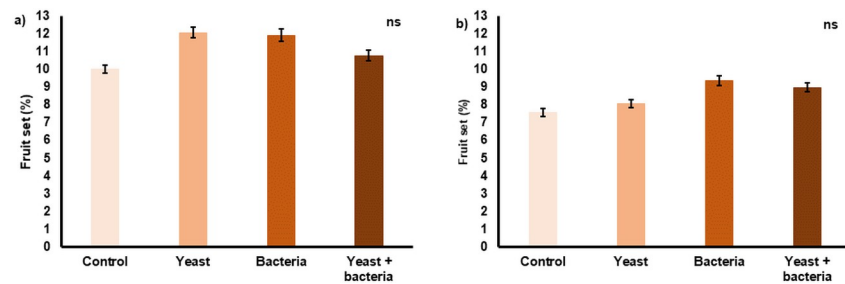 a)
ns
Fruit set (%)
13
12
11
10
9
8
7
6
5
4
3
2
1
0
Control
Yeast
Bacteria
Yeast +
bacteria
b)
ns
Fruit set (%)
13
12
11
10
9
8
7
6
5
4
3
2
1
0
Control
Yeast
Bacteria
Yeast +
bacteria